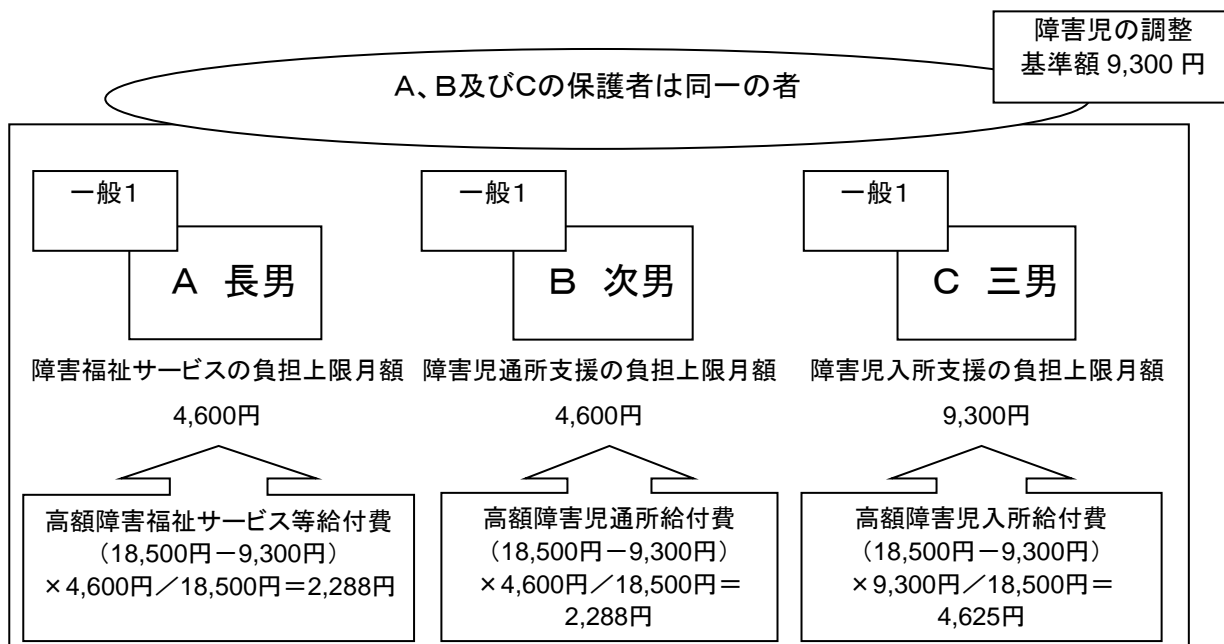 障害児の調整
基準額 9,300 円
A、B及びCの保護者は同一の者
一般1
A 長男
障害福祉サービスの負担上限月額
4,600円
高額障害福祉サービス等給付費
（18,500円－9,300円）
×4,600円／18,500円＝2,288円
一般1
B 次男
障害児通所支援の負担上限月額
4,600円
高額障害児通所給付費
（18,500円－9,300円）
×4,600円／18,500円＝
2,288円
一般1
C 三男
障害児入所支援の負担上限月額
9,300円
高額障害児入所給付費
（18,500円－9,300円）
×9,300円／18,500円＝
4,625円